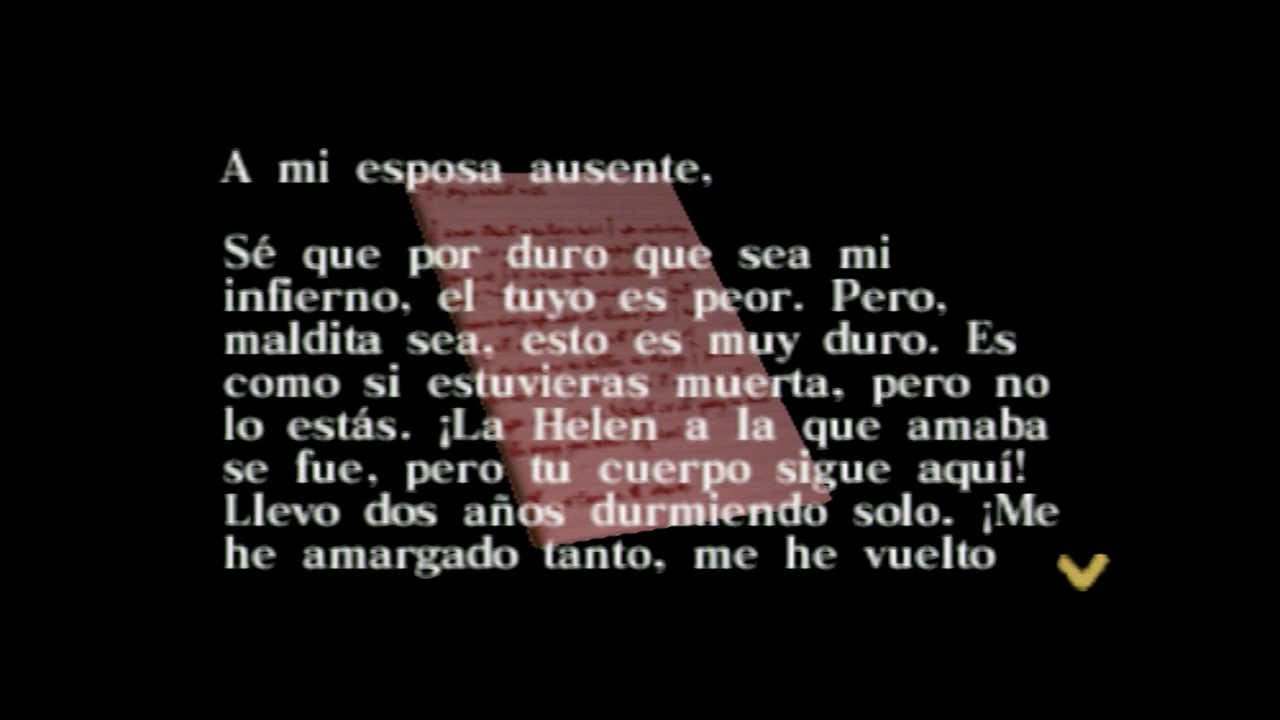 A mi esposa ausente,
Sé que por duro que sea mi
infierno, el tuyo es peor. Pero,
maldita sea, esto es muy duro. Es
como si estuvieras muerta, pero no
lo estás. ¡La Helen a la que amaba
se fue, pero tu cuerpo sigue aquí!
Llevo dos años durmiendo solo. ¡Me
he amargado tanto, me he vuelto